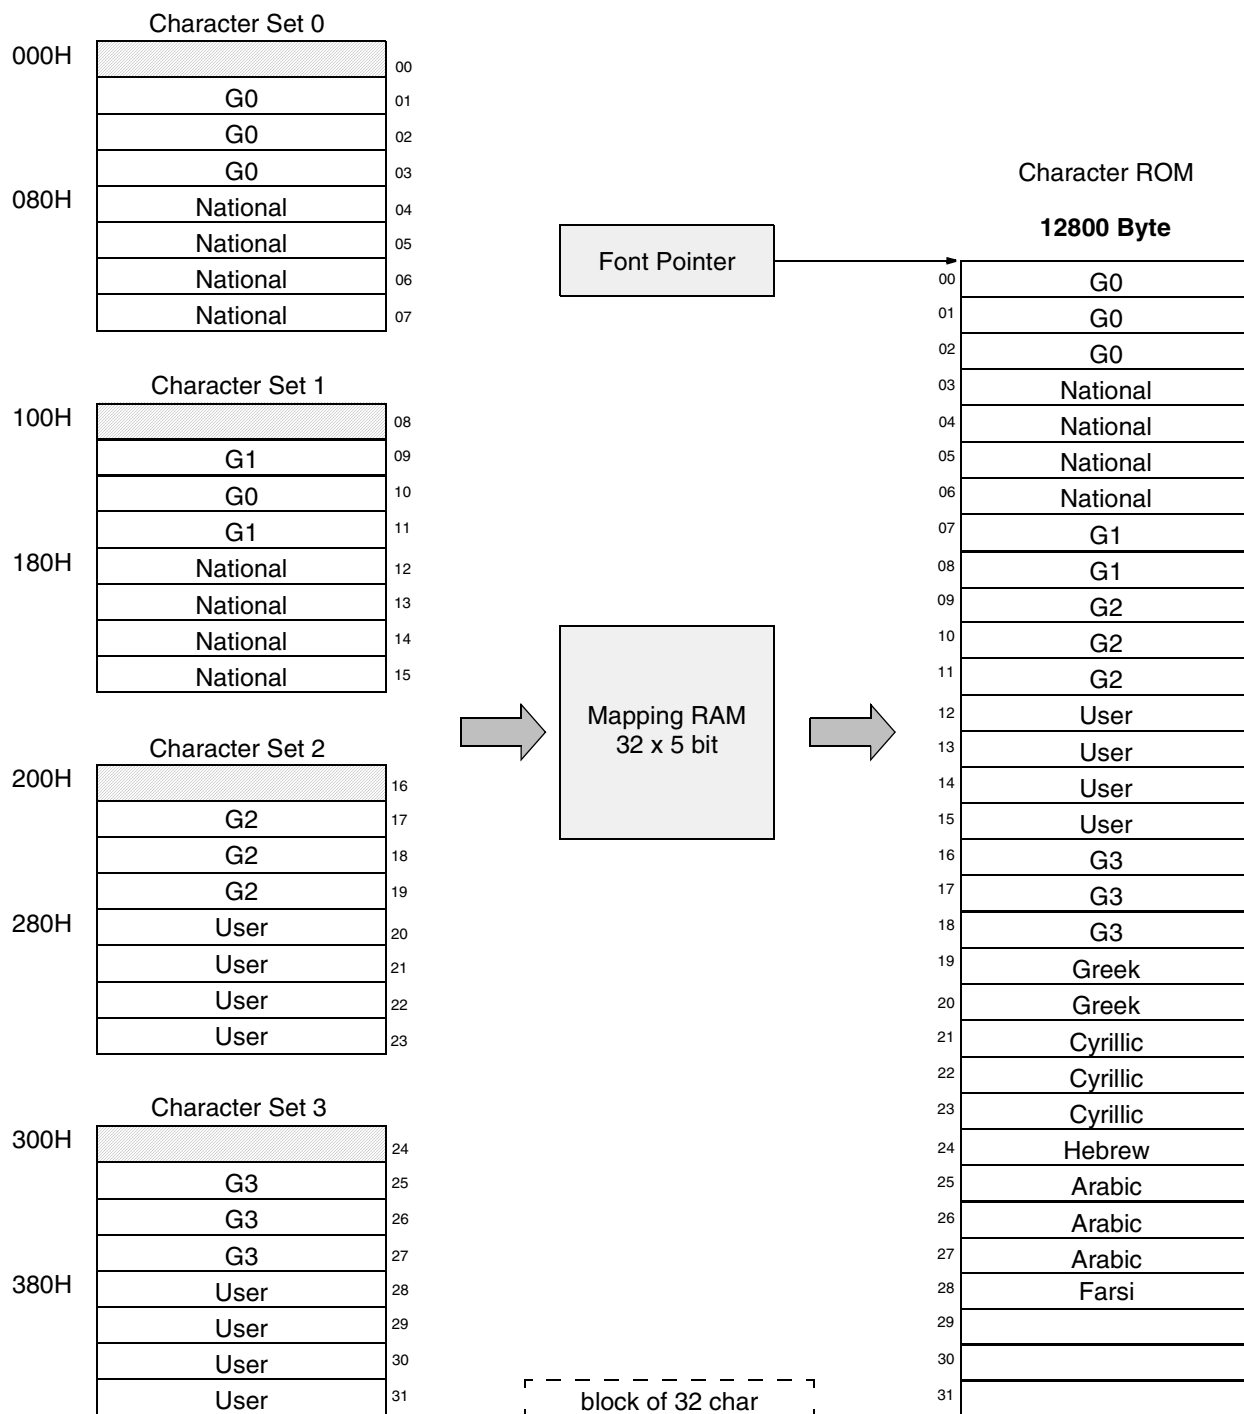 Character Set 0
000H
00
G0 01
G0 02
G0 03
080H National 04
National 05
National 06
National 07
Character Set 1
100H 08
G1 09
G0 10
G1 11
180H National 12
National 13
National 14
National 15
Character Set 2
200H 16
G2 17
G2 18
G2 19
280H User 20
User 21
User 22
User 23
Character Set 3
300H 24
G3 25
G3 26
G3 27
380H User 28
User 29
User 30
User 31
Font Pointer
Mapping RAM
32 x 5 bit
block of 32 char
Character ROM
12800 Byte
00 G0
01 G0
02 G0
03 National
04 National
05 National
06 National
07 G1
08 G1
09 G2
10 G2
11 G2
12 User
13 User
14 User
15 User
16 G3
17 G3
18 G3
19 Greek
20 Greek
21 Cyrillic
22 Cyrillic
23 Cyrillic
24 Hebrew
25 Arabic
26 Arabic
27 Arabic
28 Farsi
29
30
31